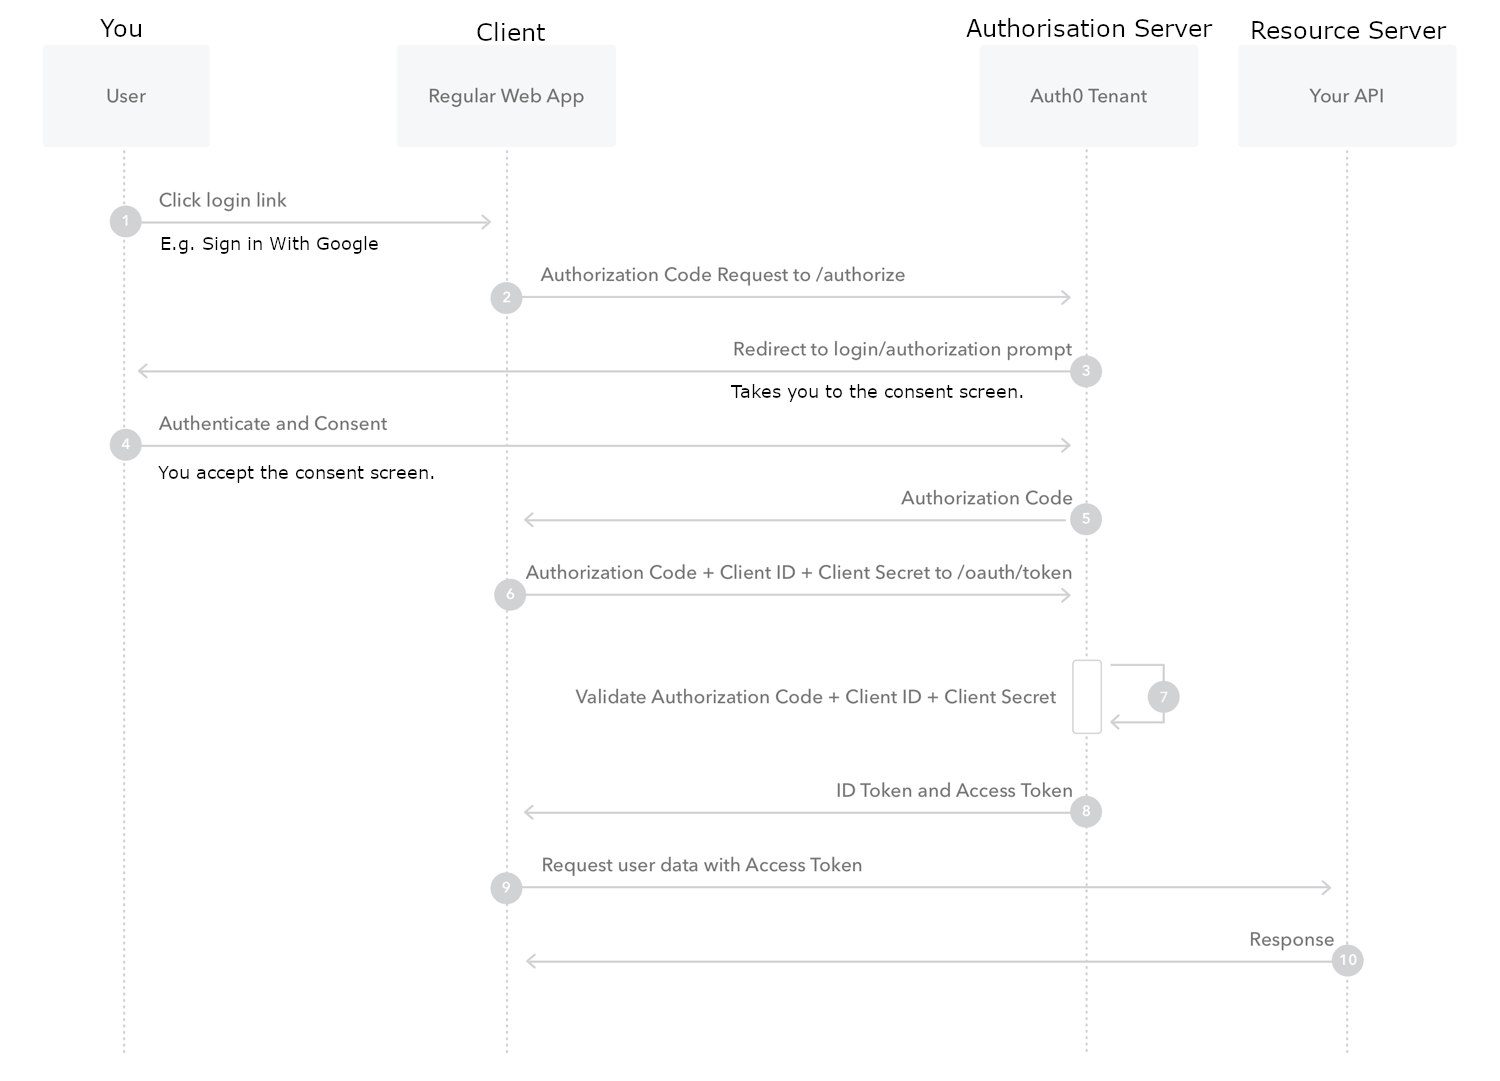 You
Client
Authorisation Server
Resource Server
User
Regular Web App
Auth0 Tenant
Your API
Click login link
1
E.g. Sign in With Google
Authorization Code Request to /authorize
2
Redirect to login/authorization prompt
3
Takes you to the consent screen.
Authenticate and Consent
4
You accept the consent screen.
Authorization Code
5
Authorization Code + Client ID + Client Secret to /oauth/token
6
Validate Authorization Code + Client ID + Client Secret
7
ID Token and Access Token
8
Request user data with Access Token
9
Response
10